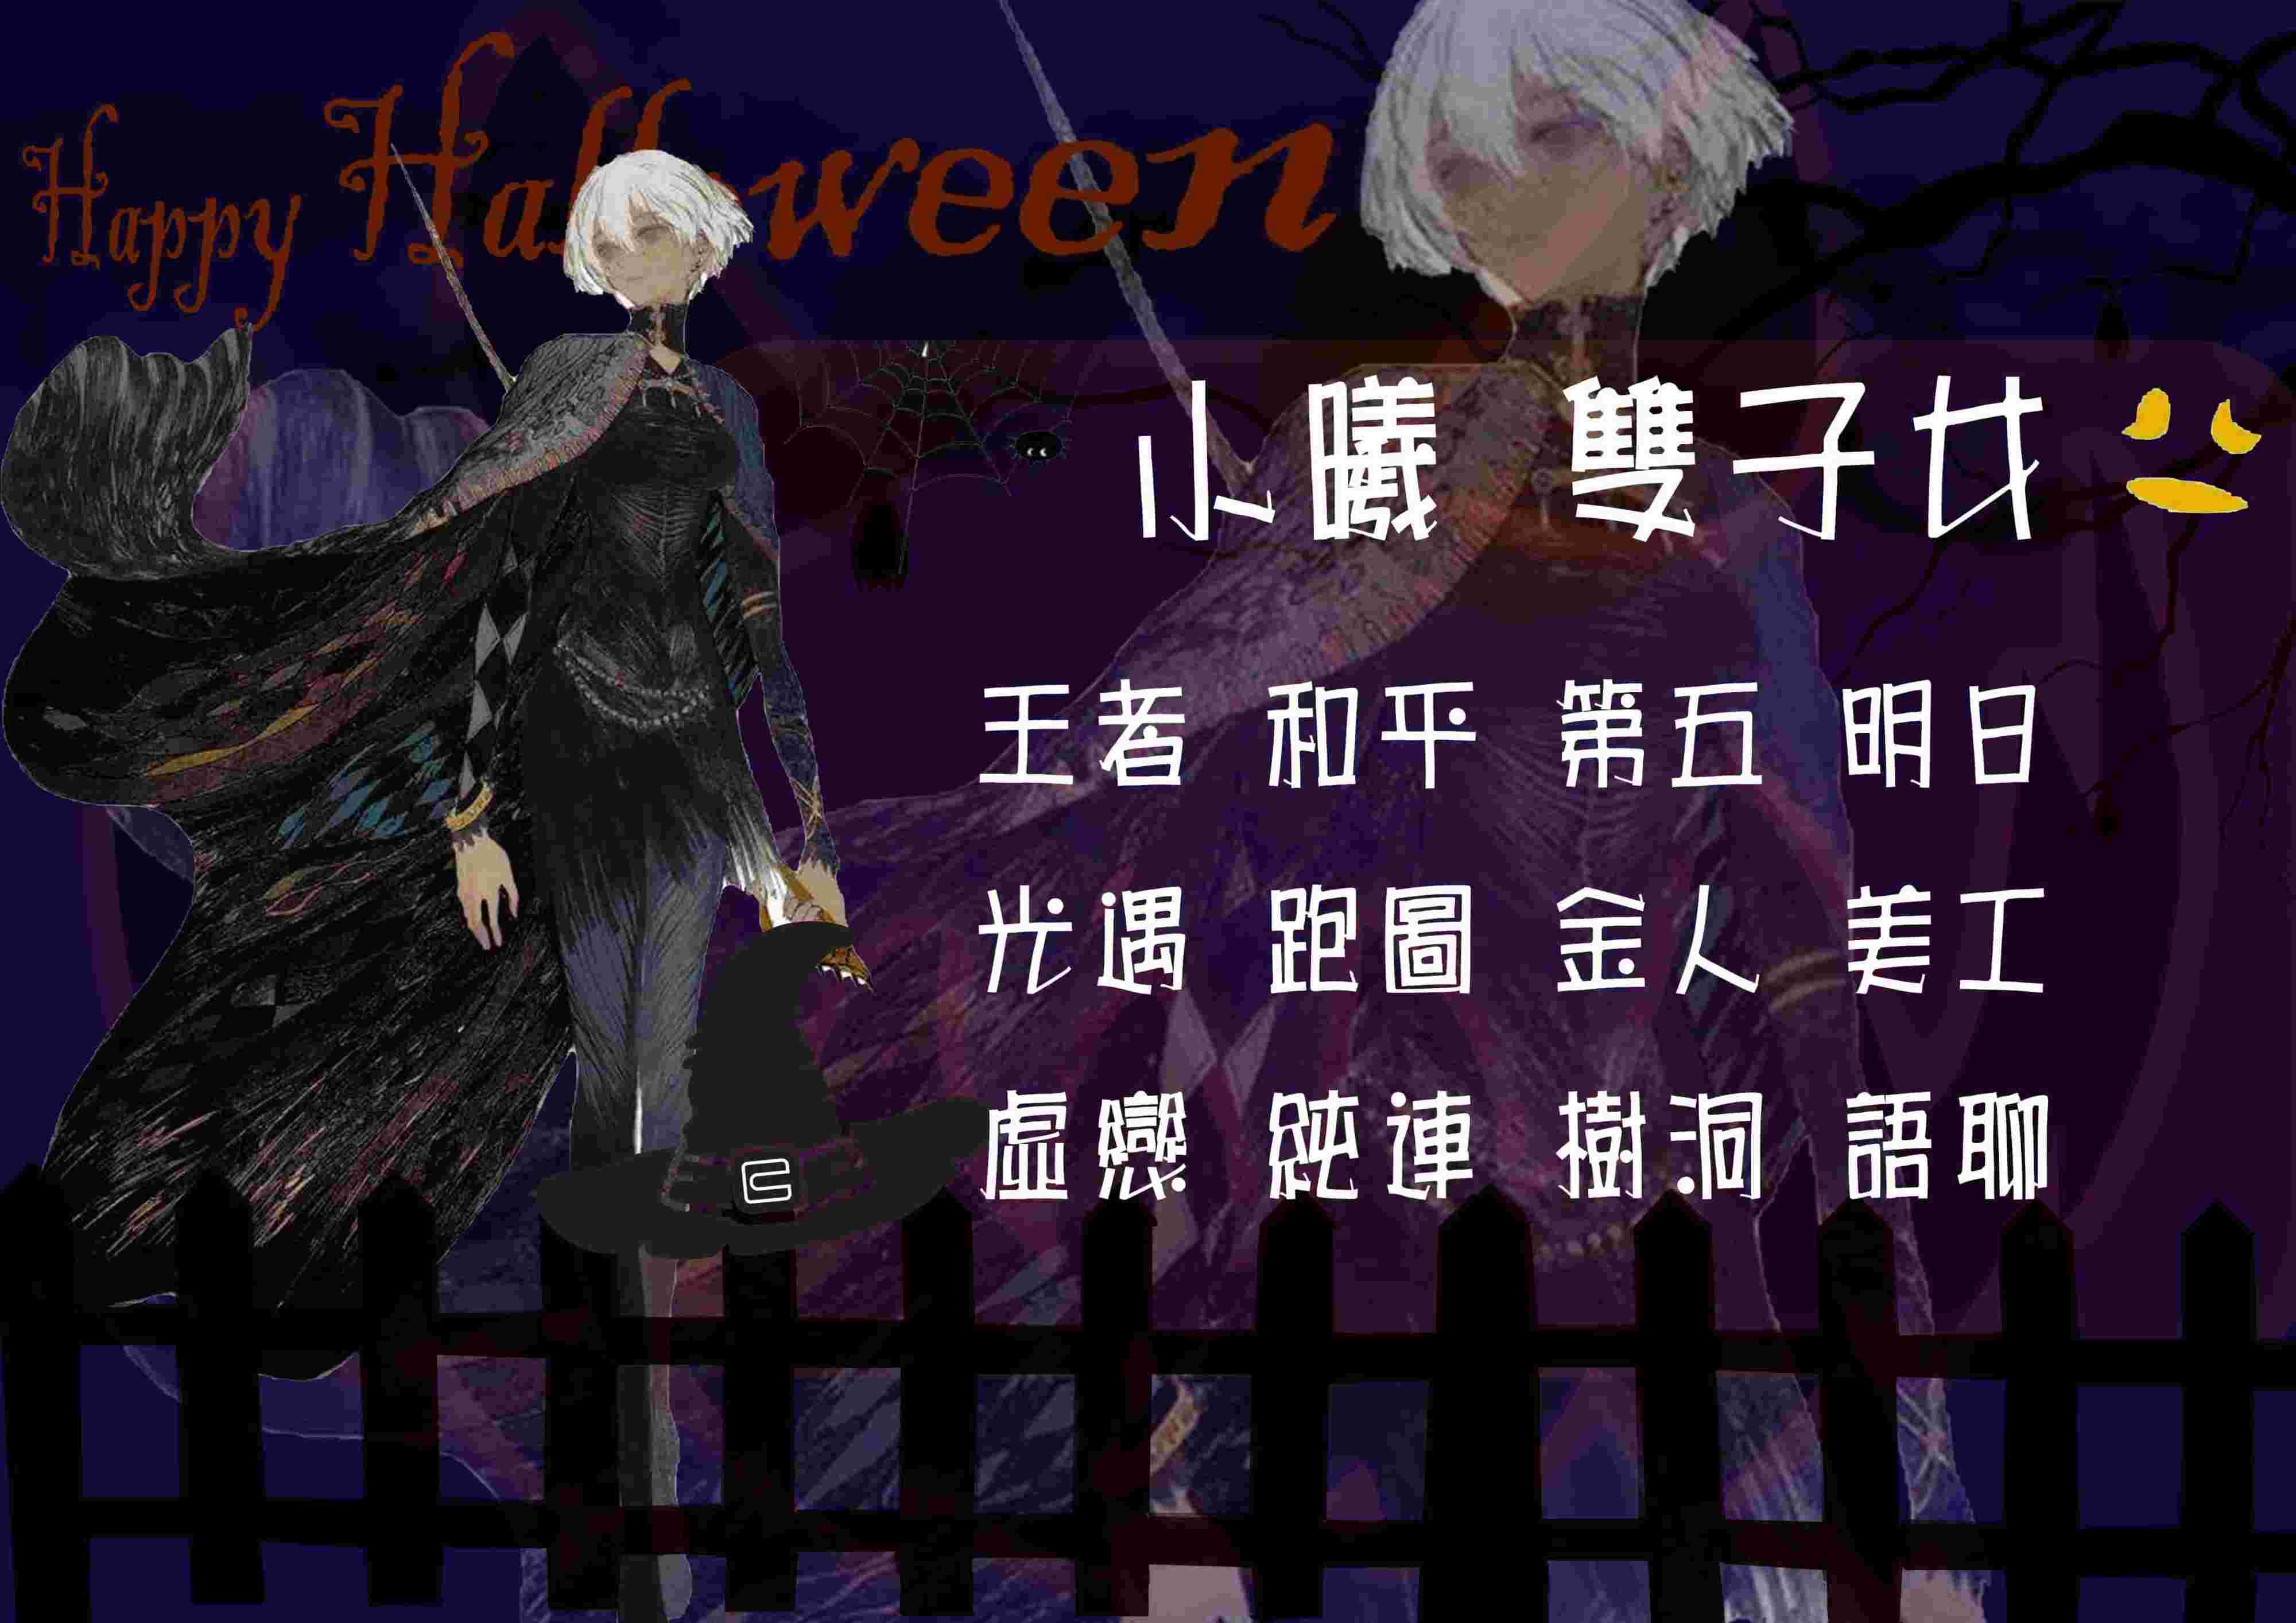 Happy Halloween
小曦 雙子女
王者 和平 第五 明日
光遇 跑圖 金人 美工
虛戀 純連 樹洞 語聊